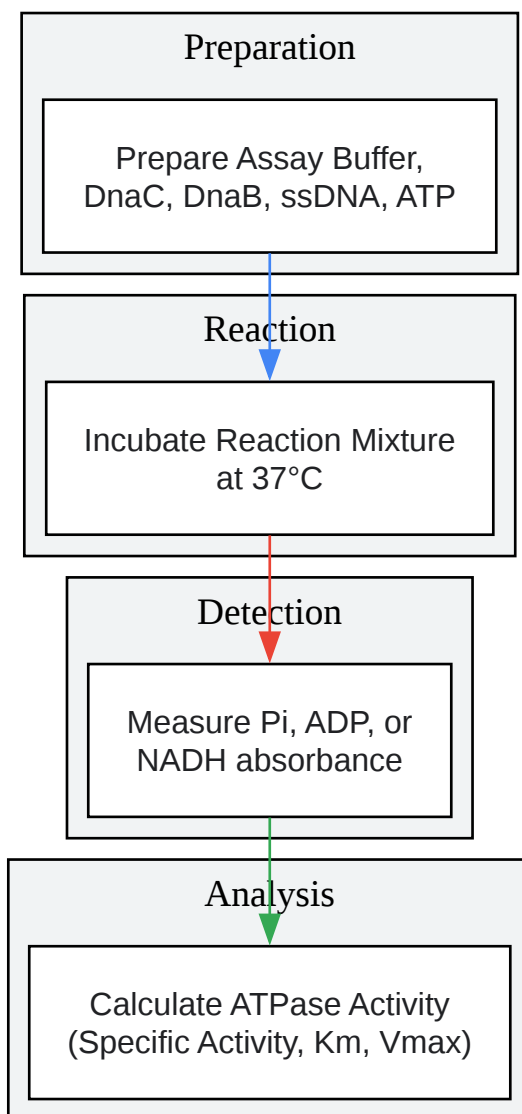 Preparation
Prepare Assay Buffer,
DnaC, DnaB, ssDNA, ATP
Reaction
Incubate Reaction Mixture
at 37°C
Detection
Measure Pi, ADP, or
NADH absorbance
Analysis
Calculate ATPase Activity
(Specific Activity, Km, Vmax)